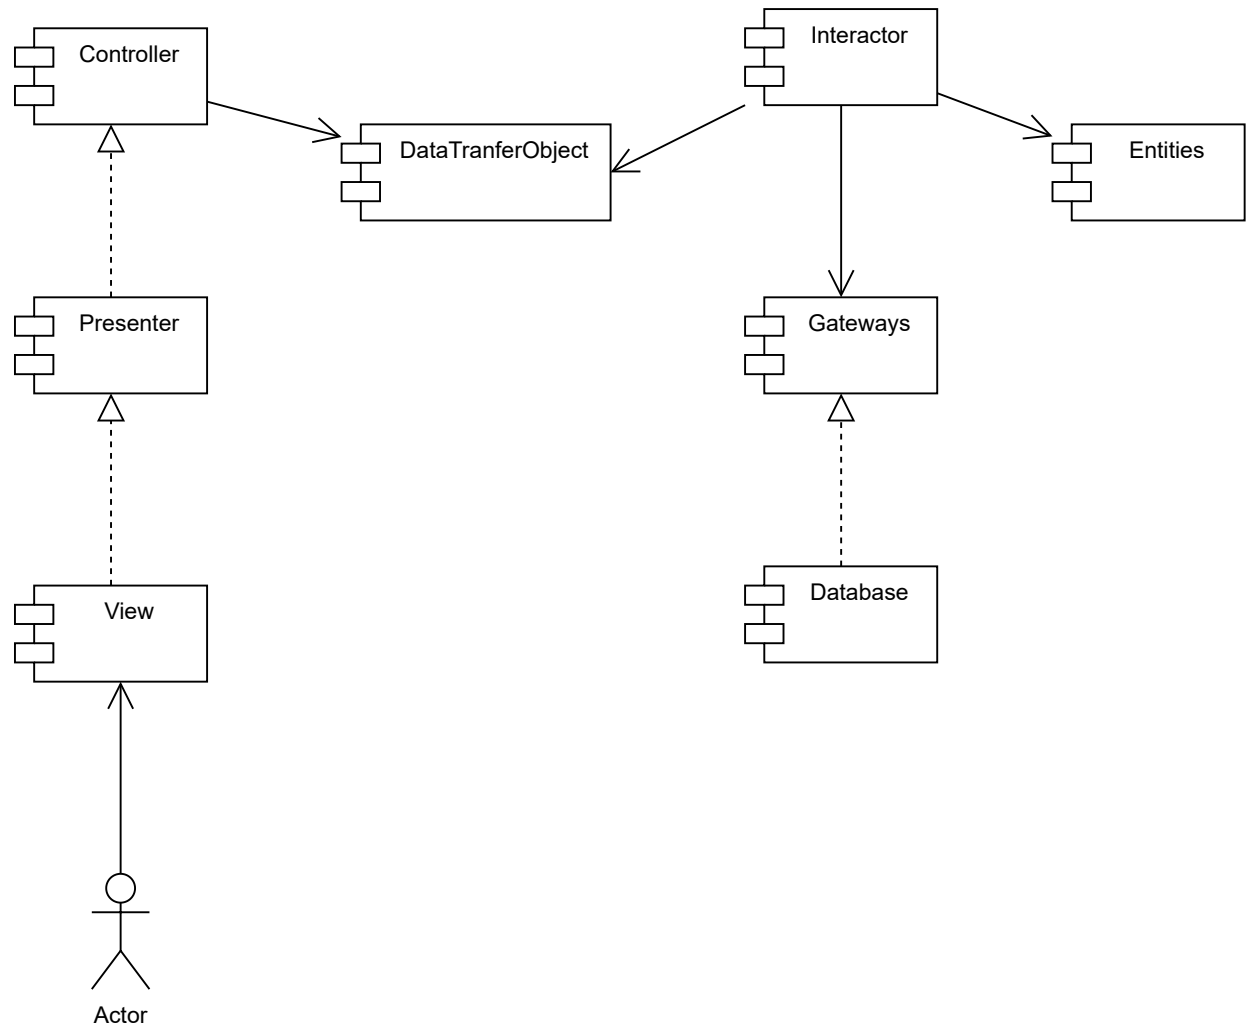 Controller
Interactor
DataTranferObject
Entities
Presenter
Gateways
View
Database
Actor